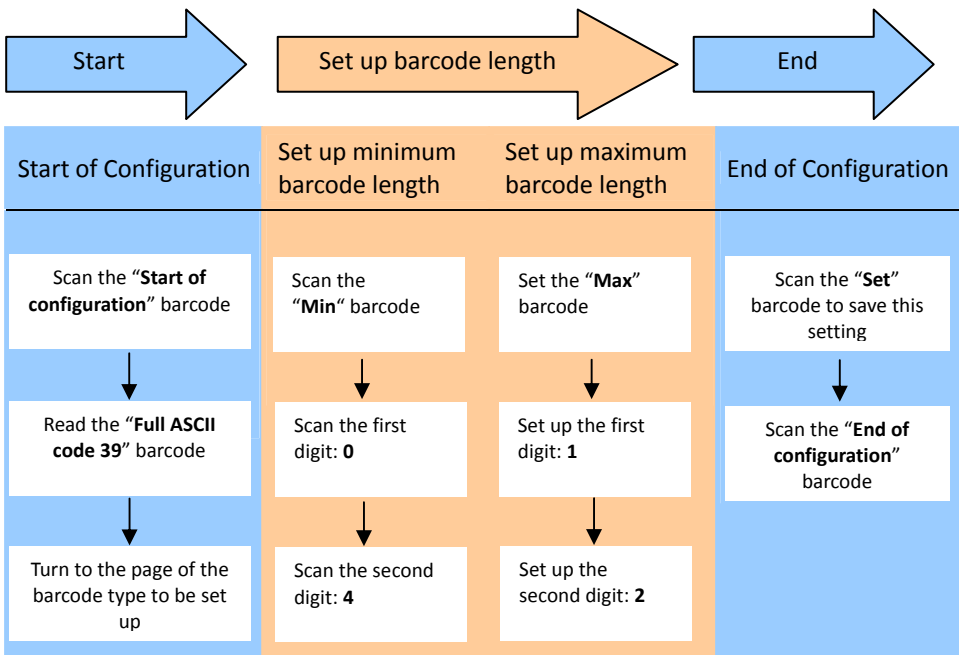 Start
Set up barcode length
End
Start of Configuration
Set up minimum
barcode length
Set up maximum
barcode length
End of Configuration
Scan the “Start of
configuration” barcode
Read the “Full ASCII
code 39” barcode
Turn to the page of the
barcode type to be set
up
Scan the
“Min“ barcode
Scan the first
digit: 0
Scan the second
digit: 4
Set the “Max”
barcode
Set up the first
digit: 1
Set up the
second digit: 2
Scan the “Set”
barcode to save this
setting
Scan the “End of
configuration”
barcode